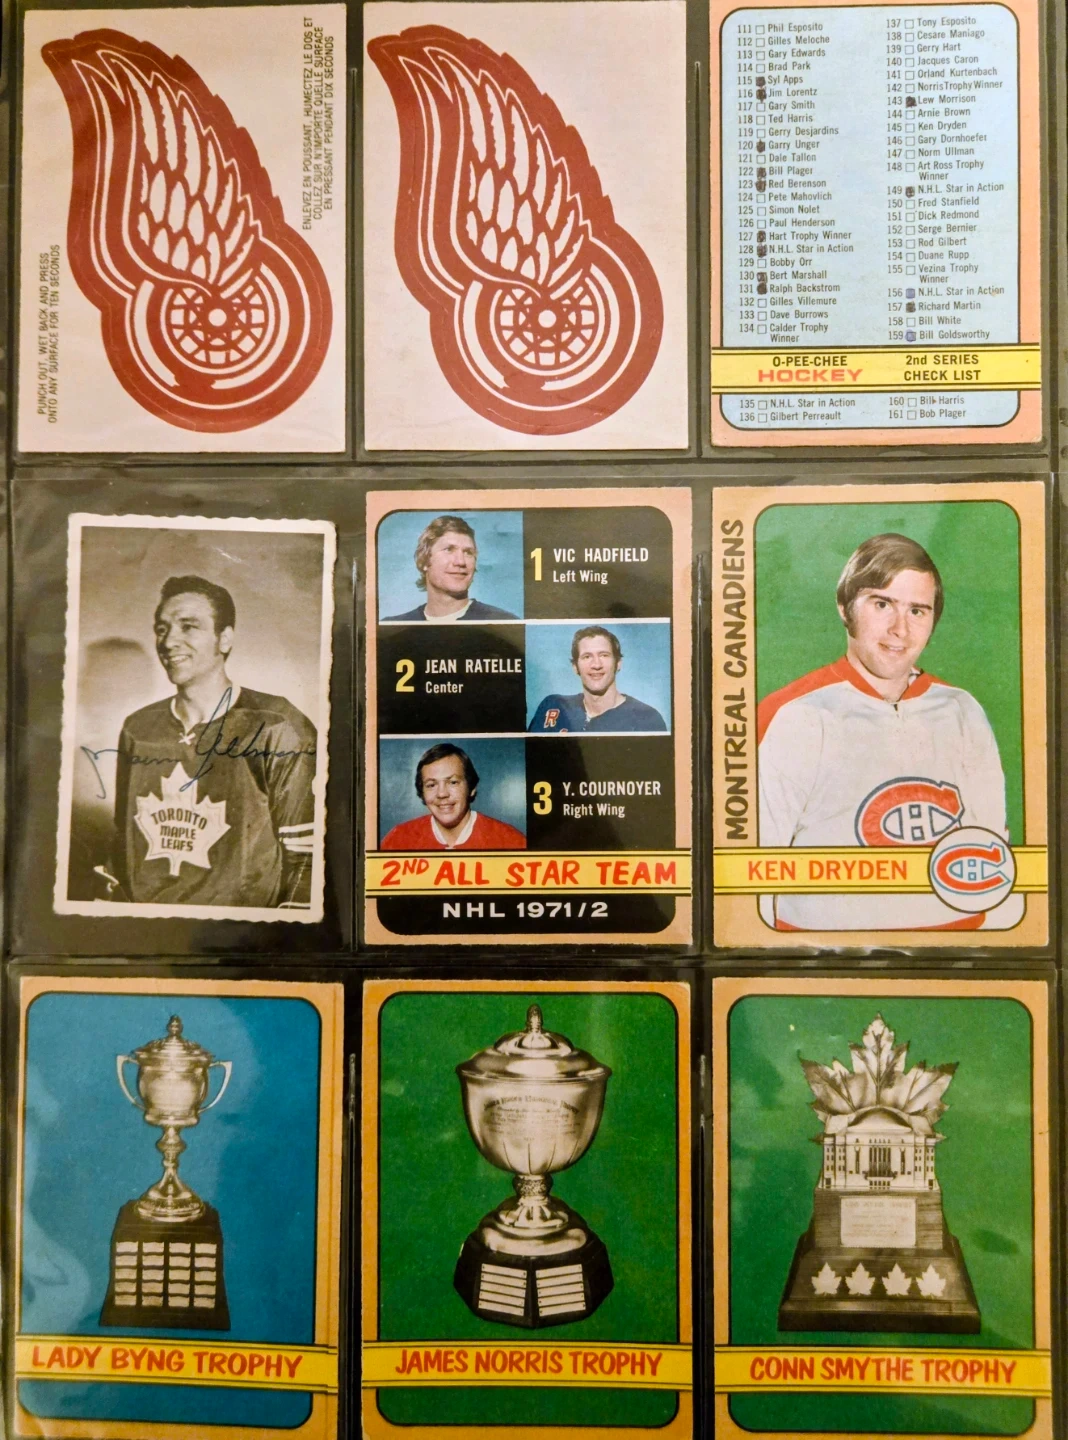 PUNCH OUT, WET BACK AND PRESS
ONTO ANY SURFACE FOR TEN SECONDS
ENLEVEZ EN POUSSANT, HUMECTEZ LE DOS ET
COLLEZ SUR N'IMPORTE QUELLE SURFACE
EN PRESSANT PENDANT DIX SECONDES
111 Phil Esposito
112 Gilles Meloche
113 Gary Edwards
114 Brad Park
115 Syl Apps
116 Jim Lorentz
117 Gary Smith
118 Ted Harris
119 Gerry Desjardins
120 Garry Unger
121 Dale Tallon
122 Bill Plager
123 Red Berenson
124 Pete Mahovlich
125 Simon Nolet
126 Paul Henderson
127 Hart Trophy Winner
128 N.H.L. Star in Action
129 Bobby Orr
130 Bert Marshall
131 Ralph Backstrom
132 Gilles Villemure
133 Dave Burrows
134 Calder Trophy
Winner
137 Tony Esposito
138 Cesare Maniago
139 Gerry Hart
140 Jacques Caron
141 Orland Kurtenbach
142 Norris Trophy Winner
143 Lew Morrison
144 Arnie Brown
145 Ken Dryden
146 Gary Dornhoefer
147 Norm Ullman
148 Art Ross Trophy
Winner
149 N.H.L. Star in Action
150 Fred Stanfield
151 Dick Redmond
152 Serge Bernier
153 Rod Gilbert
154 Duane Rupp
155 Vezina Trophy
Winner
156 N.H.L. Star in Action
157 Richard Martin
158 Bill White
159 Bill Goldsworthy
O-PEE-CHEE
HOCKEY
2nd SERIES
CHECK LIST
135 N.H.L. Star in Action
136 Gilbert Perreault
160 Bill Harris
161 Bob Plager
TORONTO
MAPLE
LEAFS
1 VIC HADFIELD
Left Wing
2 JEAN RATELLE
Center
R
3 Y. COURNOYER
Right Wing
2ND ALL STAR TEAM
NHL 1971/2
MONTREAL CANADIENS
KEN DRYDEN
LADY BYNG TROPHY
JAMES NORRIS TROPHY
CONN SMYTHE TROPHY